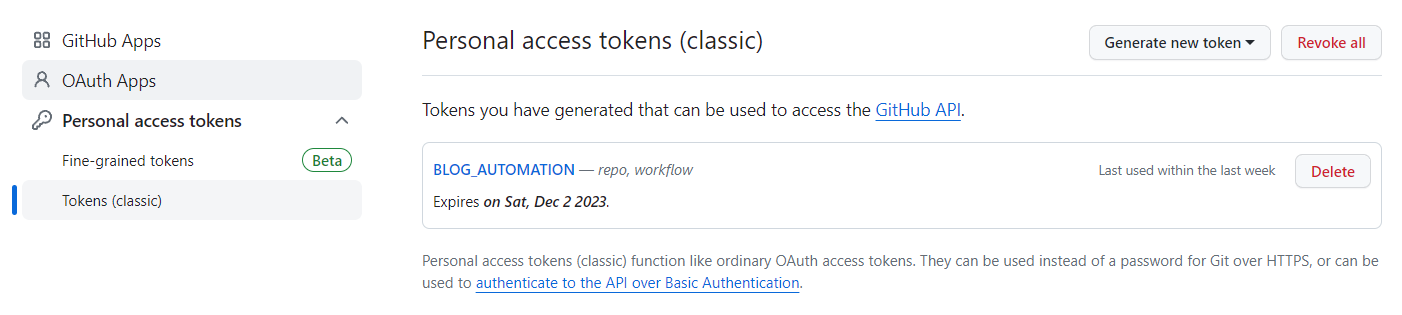 GitHub Apps
OAuth Apps
Personal access tokens
Fine-grained tokens Beta
Tokens (classic)
Personal access tokens (classic)
Generate new token
Revoke all
Tokens you have generated that can be used to access the GitHub API.
BLOG_AUTOMATION — repo, workflow
Last used within the last week
Delete
Expires on Sat, Dec 2 2023.
Personal access tokens (classic) function like ordinary OAuth access tokens. They can be used instead of a password for Git over HTTPS, or can be
used to authenticate to the API over Basic Authentication.